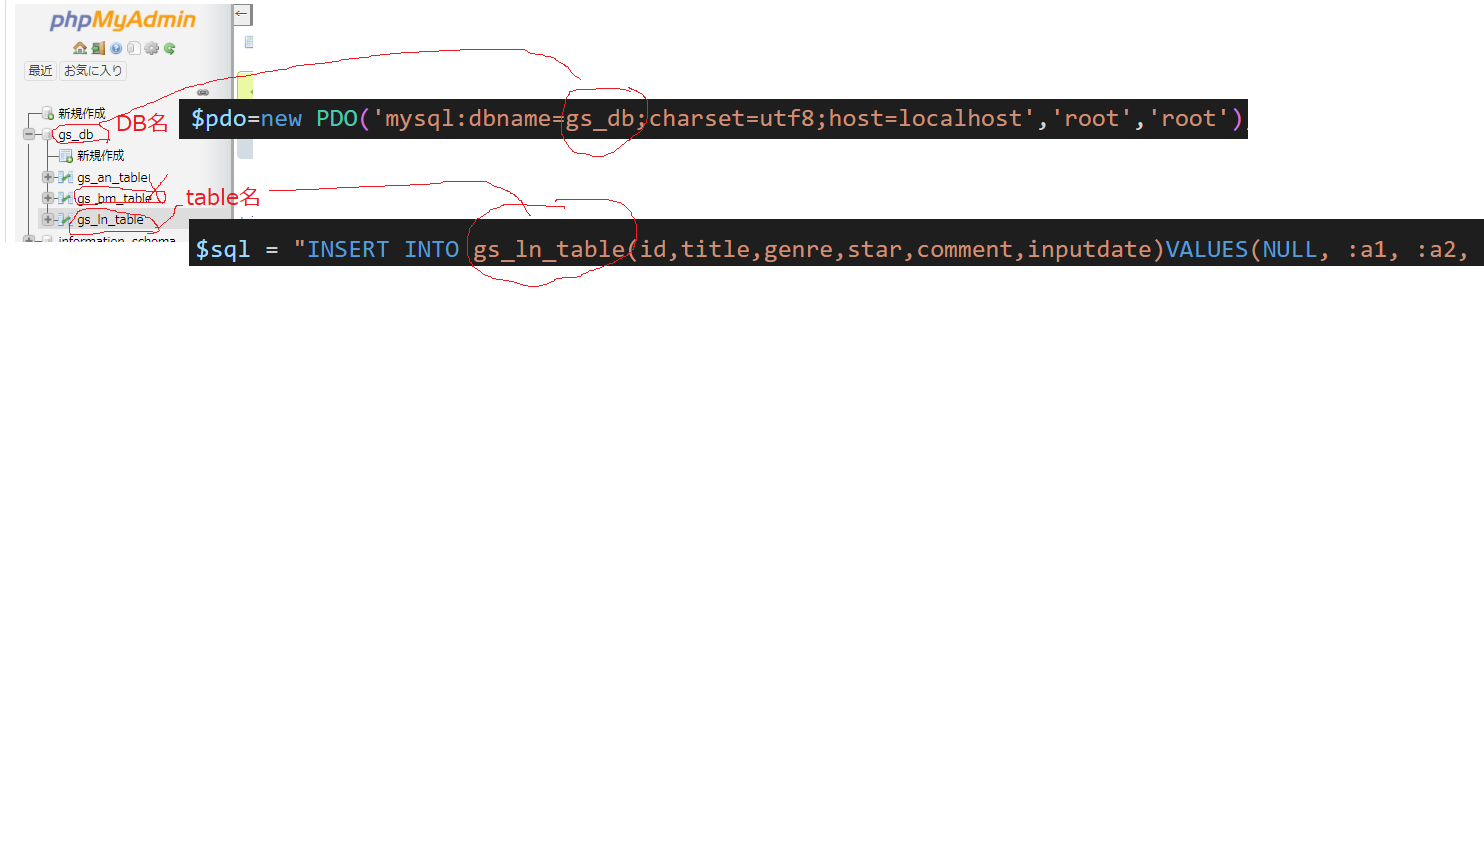 phpMyAdmin
最近 お気に入り
新規作成
gs_db
DB名
$pdo=new PDO('mysql:dbname=gs_db;charset=utf8;host=localhost','root','root')
新規作成
gs_an_table
gs_bm_table
table名
gs_ln_table
$sql = "INSERT INTO gs_ln_table(id,title,genre,star,comment,inputdate)VALUES(NULL, :a1, :a2,
information_schema